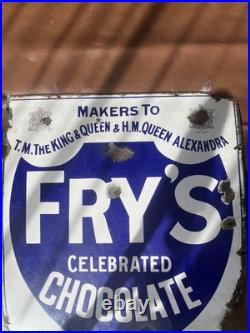 MAKERS TO
T.M. THE KING & QUEEN & H.M. QUEEN ALEXANDRA
FRY'S
CELEBRATED
CHOCOLATE